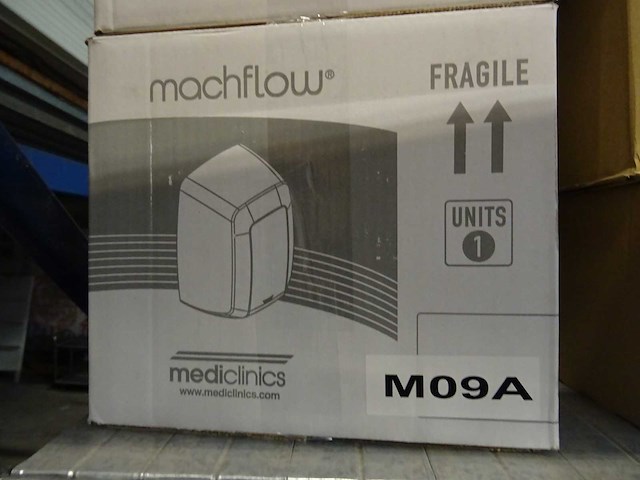 machflow®
FRAGILE
UNITS
1
mediclinics
www.mediclinics.com
M09A